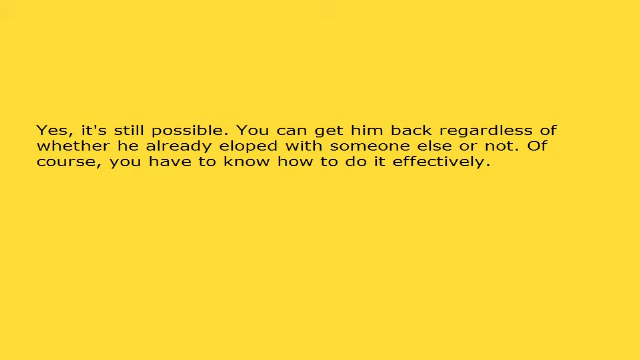 Yes, it's still possible. You can get him back regardless of
whether he already eloped with someone else or not. Of
course, you have to know how to do it effectively.